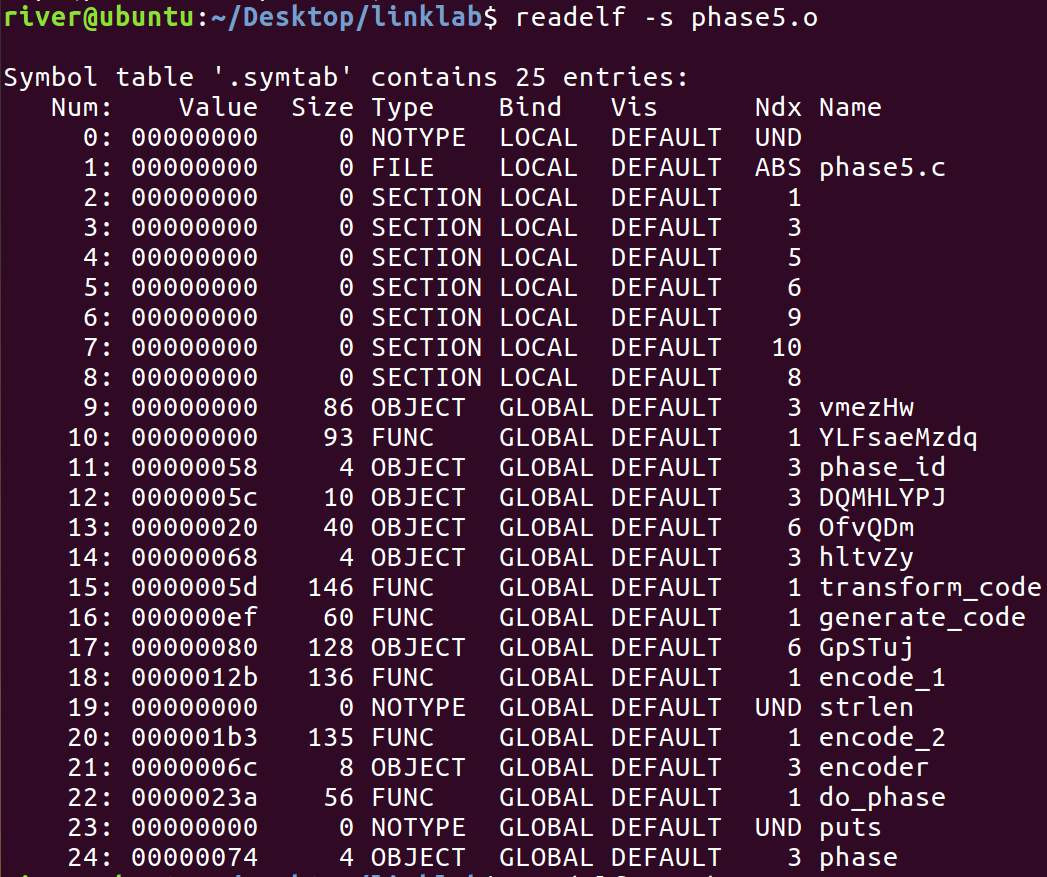 river@ubuntu:~/Desktop/linklab$ readelf -s phase5.o
Symbol table '.symtab' contains 25 entries:
   Num:    Value  Size Type    Bind   Vis      Ndx Name
     0: 00000000     0 NOTYPE  LOCAL  DEFAULT  UND
     1: 00000000     0 FILE    LOCAL  DEFAULT  ABS phase5.c
     2: 00000000     0 SECTION LOCAL  DEFAULT    1
     3: 00000000     0 SECTION LOCAL  DEFAULT    3
     4: 00000000     0 SECTION LOCAL  DEFAULT    5
     5: 00000000     0 SECTION LOCAL  DEFAULT    6
     6: 00000000     0 SECTION LOCAL  DEFAULT    9
     7: 00000000     0 SECTION LOCAL  DEFAULT   10
     8: 00000000     0 SECTION LOCAL  DEFAULT    8
     9: 00000000    86 OBJECT  GLOBAL DEFAULT    3 vmezHw
    10: 00000000    93 FUNC    GLOBAL DEFAULT    1 YLFsaeMzdq
    11: 00000058     4 OBJECT  GLOBAL DEFAULT    3 phase_id
    12: 0000005c    10 OBJECT  GLOBAL DEFAULT    3 DQMHLYPJ
    13: 00000020    40 OBJECT  GLOBAL DEFAULT    6 OfvQDm
    14: 00000068     4 OBJECT  GLOBAL DEFAULT    3 hltvZy
    15: 0000005d   146 FUNC    GLOBAL DEFAULT    1 transform_code
    16: 000000ef    60 FUNC    GLOBAL DEFAULT    1 generate_code
    17: 00000080   128 OBJECT  GLOBAL DEFAULT    6 GpSTuj
    18: 0000012b   136 FUNC    GLOBAL DEFAULT    1 encode_1
    19: 00000000     0 NOTYPE  GLOBAL DEFAULT  UND strlen
    20: 000001b3   135 FUNC    GLOBAL DEFAULT    1 encode_2
    21: 0000006c     8 OBJECT  GLOBAL DEFAULT    3 encoder
    22: 0000023a    56 FUNC    GLOBAL DEFAULT    1 do_phase
    23: 00000000     0 NOTYPE  GLOBAL DEFAULT  UND puts
    24: 00000074     4 OBJECT  GLOBAL DEFAULT    3 phase